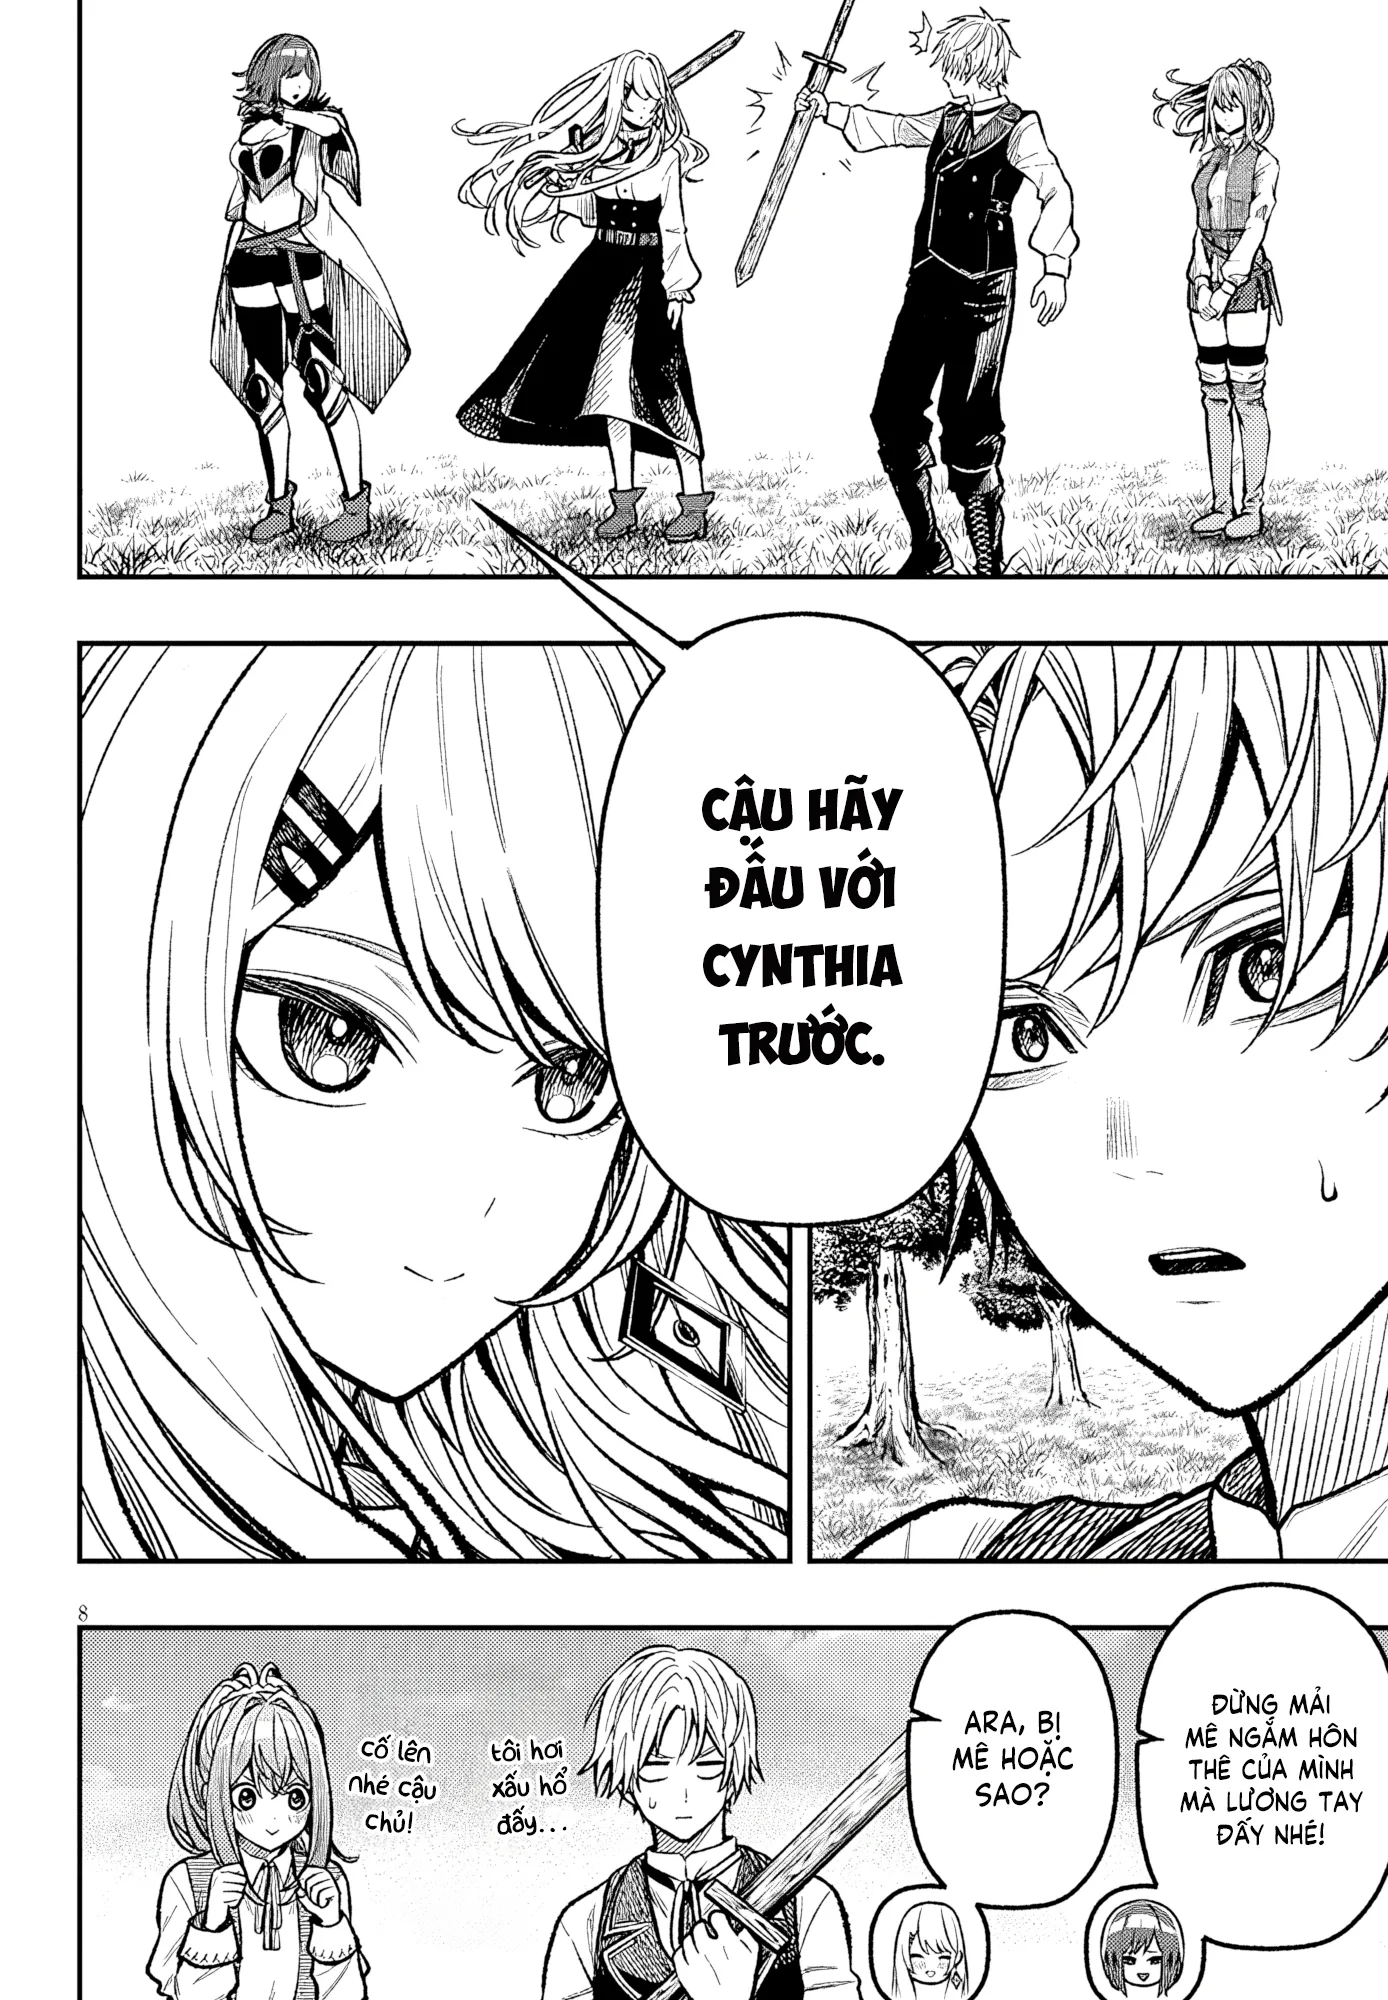 CẬU HÃY
ĐẤU VỚI
CYNTHIA
TRƯỚC.
8
ĐỪNG MẢI
MÊ NGẮM HÔN
THÊ CỦA MÌNH
MÀ LƯƠNG TAY
ĐẤY NHÉ!
ARA, BỊ
MÊ HOẶC
SAO?
tôi hơi
xấu hổ
đấy...
cố lên
nhé cậu
chủ!